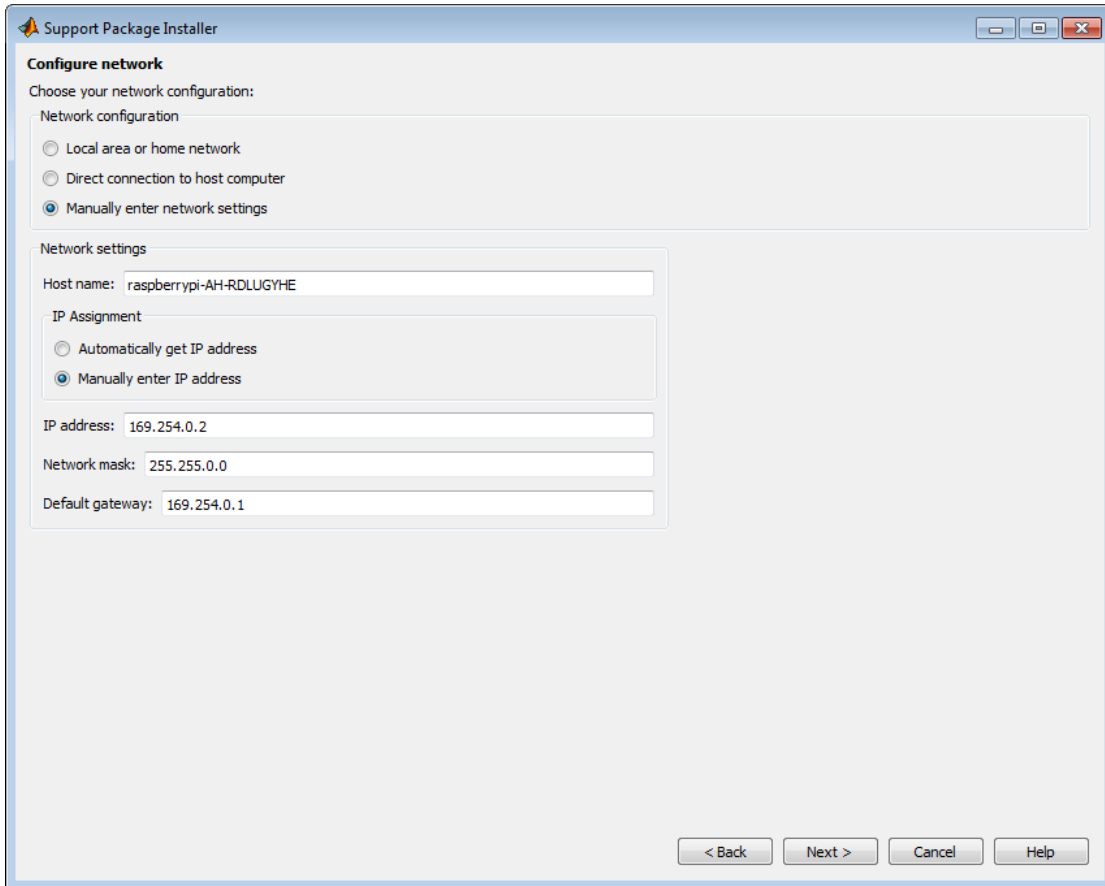 Support Package Installer
Configure network
Choose your network configuration:
Network configuration
Local area or home network
Direct connection to host computer
Manually enter network settings
Network settings
Host name: raspberrypi-AH-RDLUGYHE
IP Assignment
Automatically get IP address
Manually enter IP address
IP address: 169.254.0.2
Network mask: 255.255.0.0
Default gateway: 169.254.0.1
< Back Next > Cancel Help